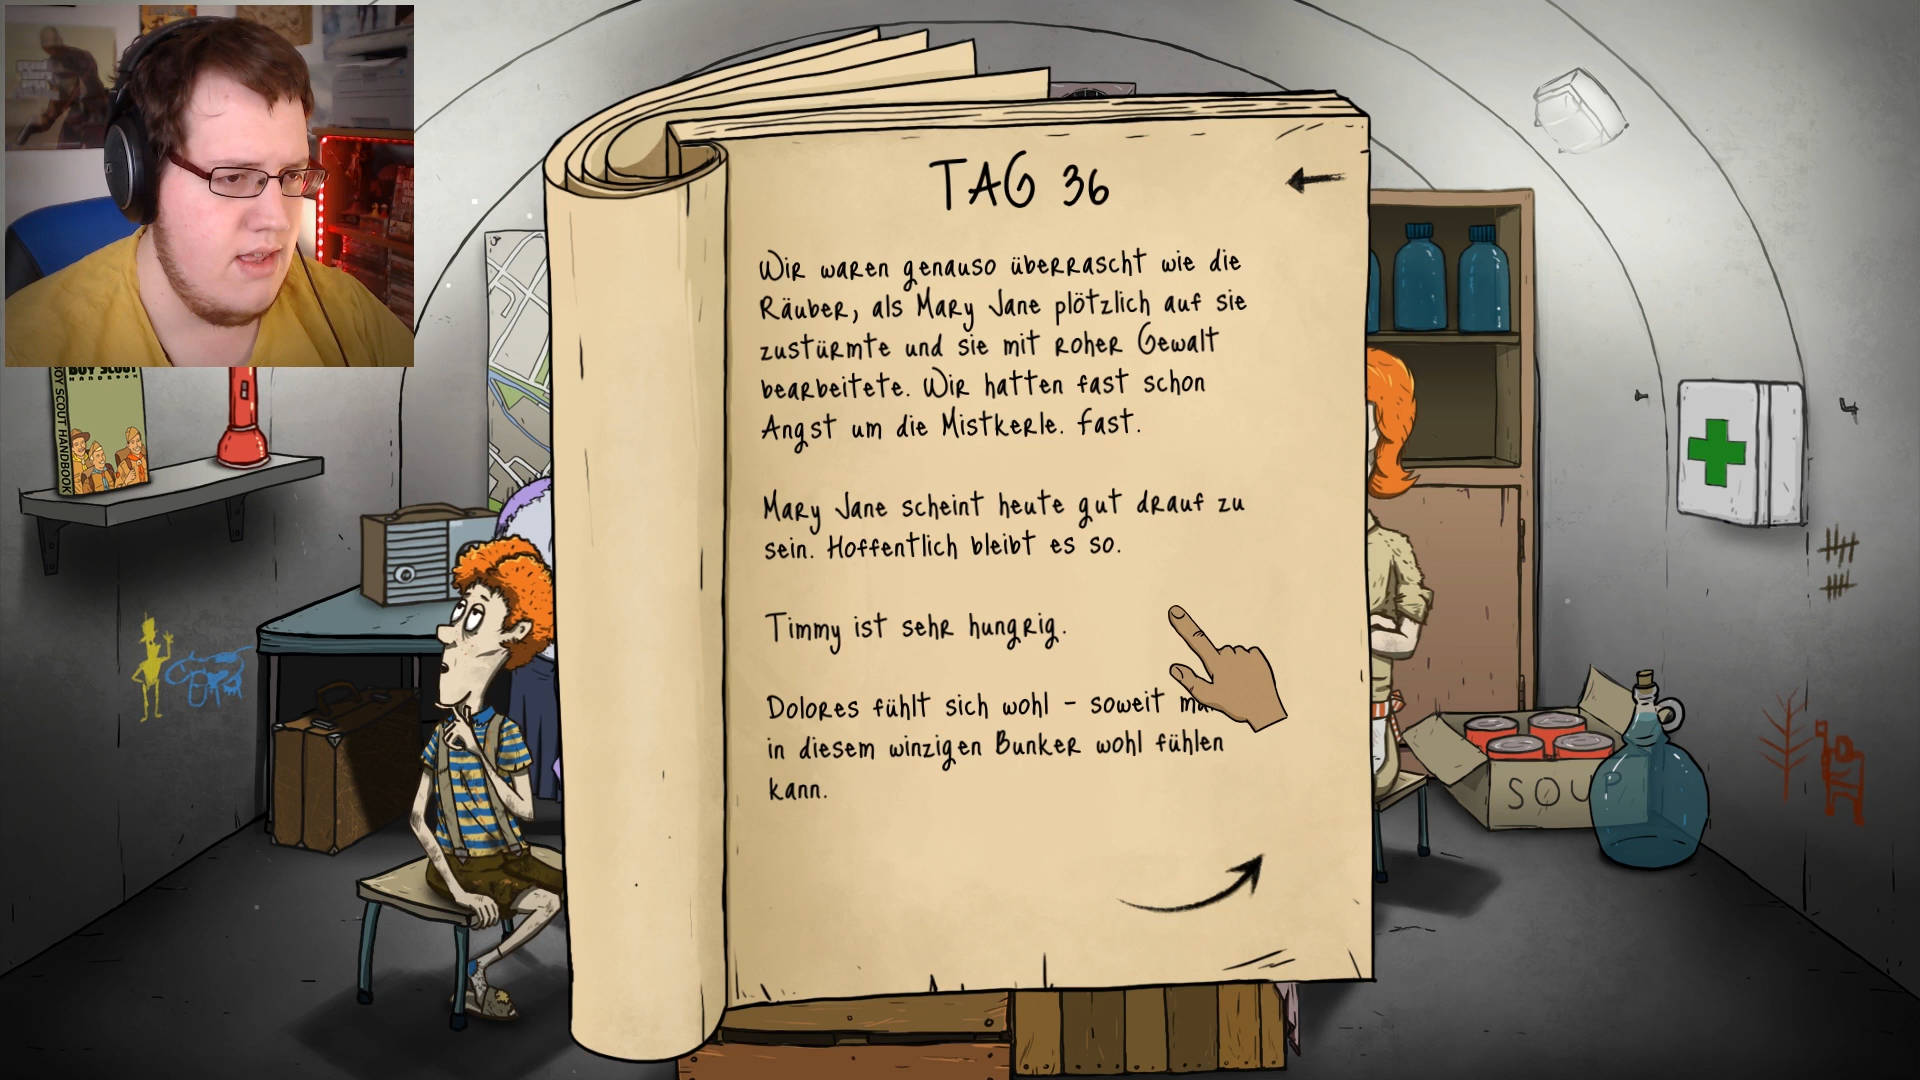 BOY SCOUT
HANDBOOK
BOY SCOUT HANDBOOK
TAG 36
Wir waren genauso überrascht wie die
Räuber, als Mary Jane plötzlich auf sie
zustürmte und sie mit roher Gewalt
bearbeitete. Wir hatten fast schon
Angst um die Mistkerle. Fast.
Mary Jane scheint heute gut drauf zu
sein. Hoffentlich bleibt es so.
Timmy ist sehr hungrig.
Dolores fühlt sich wohl - soweit
in diesem winzigen Bunker wohl fühlen
kann.
SOUP